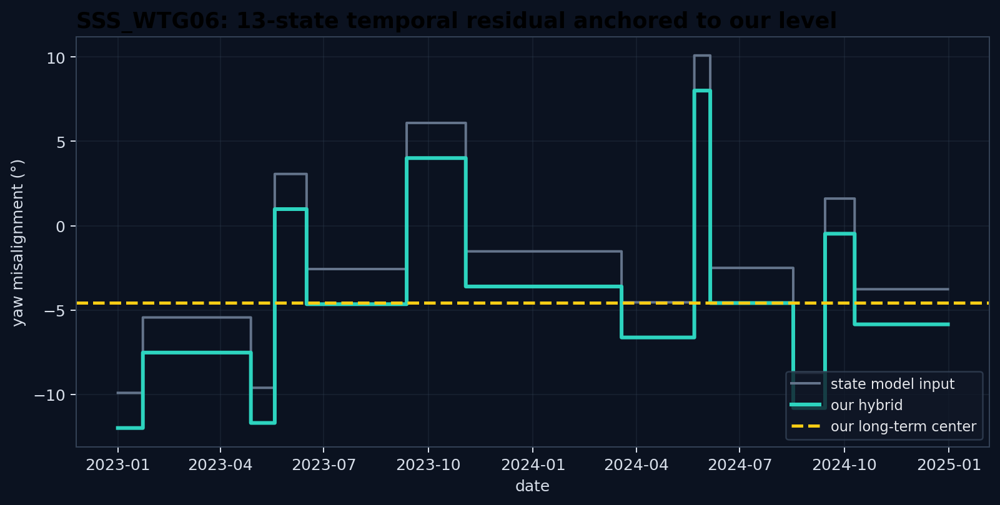 SSS_WTG06: 13-state temporal residual anchored to our level
yaw misalignment (°)
10
5
0
−5
−10
state model input
our hybrid
our long-term center
2023-01 2023-04 2023-07 2023-10 2024-01 2024-04 2024-07 2024-10 2025-01
date